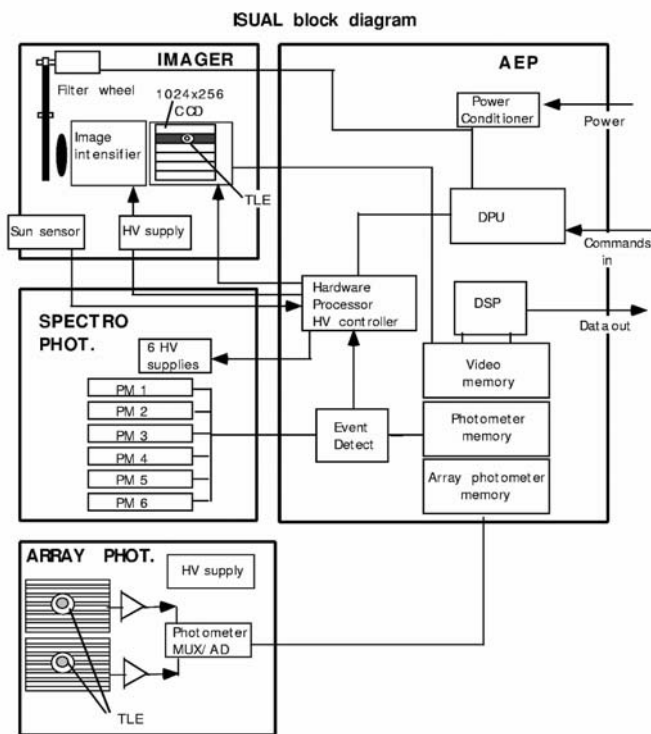 ISUAL block diagram
IMAGER
Filter wheel
1024x256
CCD
Image
intensifier
TLE
Sun sensor
HV supply
AEP
Power
Conditioner
Power
DPU
Commands
in
Hardware
Processor
HV controller
DSP
Data out
Video
memory
SPECTRO
PHOT.
6 HV
supplies
PM 1
PM 2
PM 3
PM 4
PM 5
PM 6
Event
Detect
Photometer
memory
Array photometer
memory
ARRAY PHOT.
HV supply
Photometer
MUX/ AD
TLE